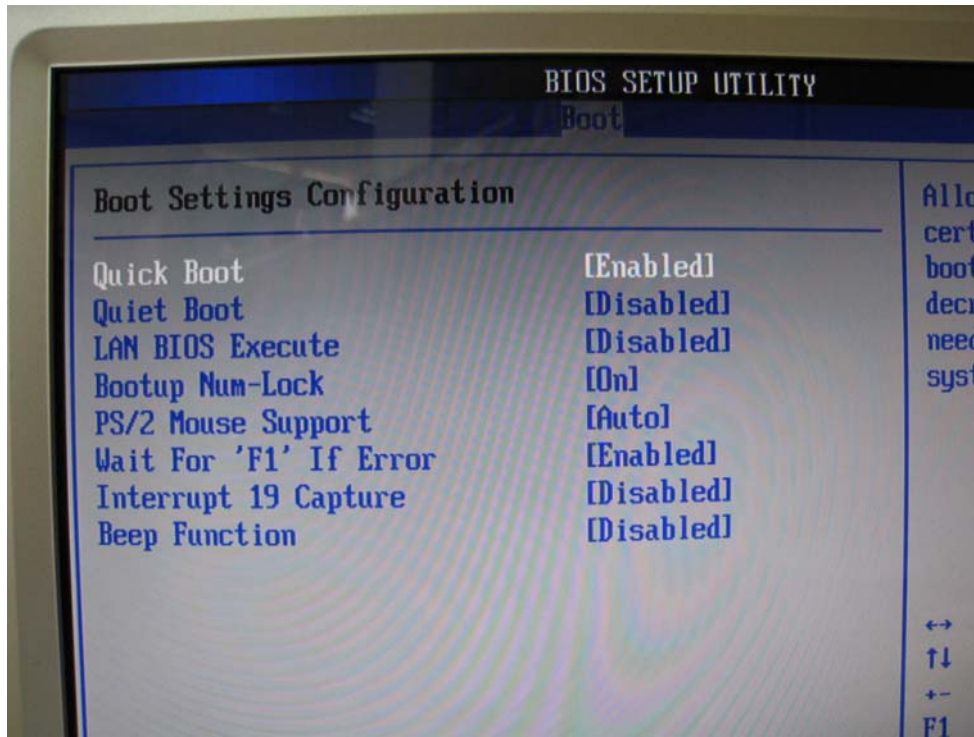 BIOS SETUP UTILITY
Boot
Boot Settings Configuration
Quick Boot [Enabled]
Quiet Boot [Disabled]
LAN BIOS Execute [Disabled]
Bootup Num-Lock [On]
PS/2 Mouse Support [Auto]
Wait For 'F1' If Error [Enabled]
Interrupt 19 Capture [Disabled]
Beep Function [Disabled]
←→
↑↓
+-
F1